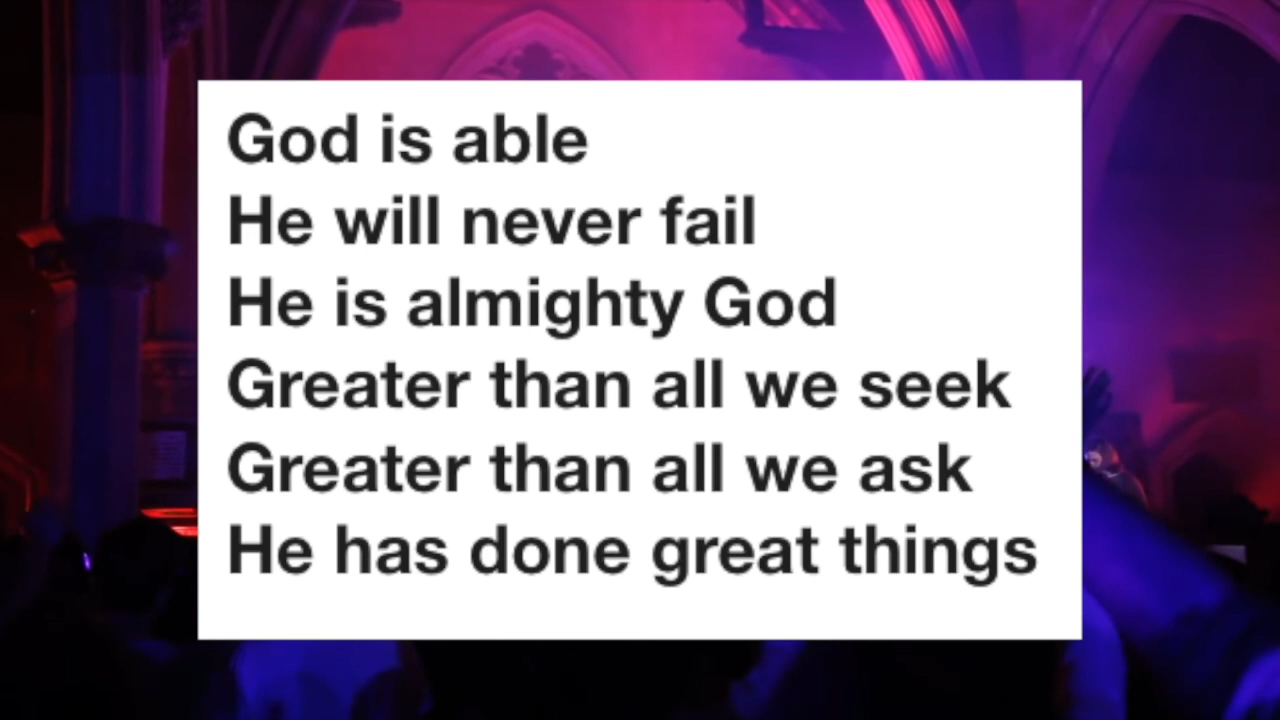 God is able
He will never fail
He is almighty God
Greater than all we seek
Greater than all we ask
He has done great things